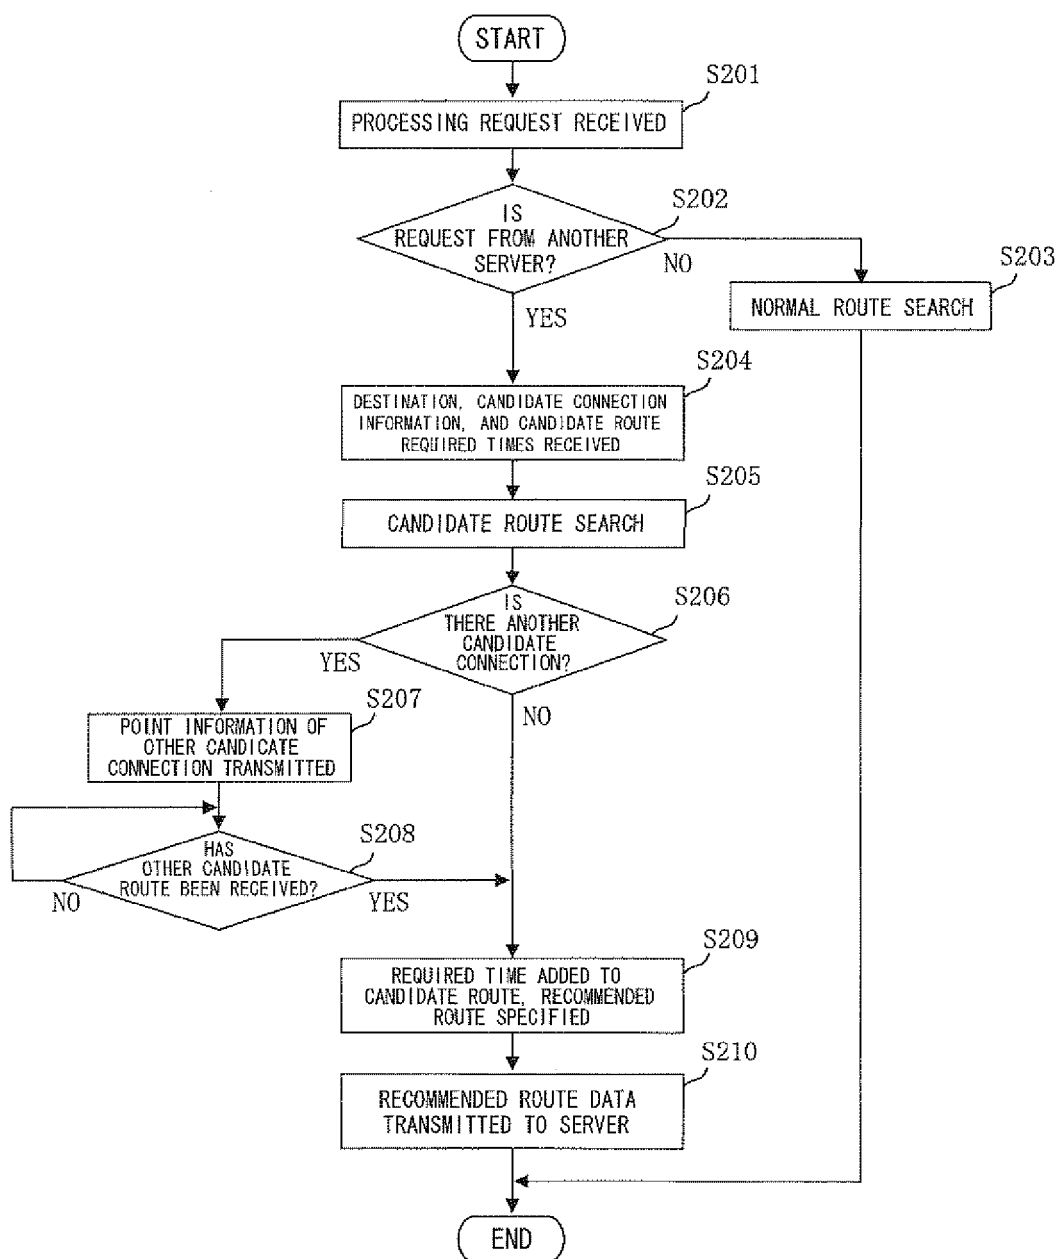 START
S201
PROCESSING REQUEST RECEIVED
S202
IS
REQUEST FROM ANOTHER
SERVER?
NO
YES
S203
NORMAL ROUTE SEARCH
S204
DESTINATION, CANDIDATE CONNECTION
INFORMATION, AND CANDIDATE ROUTE
REQUIRED TIMES RECEIVED
S205
CANDIDATE ROUTE SEARCH
S206
IS
THERE ANOTHER
CANDIDATE
CONNECTION?
YES
NO
S207
POINT INFORMATION OF
OTHER CANDICATE
CONNECTION TRANSMITTED
S208
HAS
OTHER CANDIDATE
ROUTE BEEN RECEIVED?
NO
YES
S209
REQUIRED TIME ADDED TO
CANDIDATE ROUTE, RECOMMENDED
ROUTE SPECIFIED
S210
RECOMMENDED ROUTE DATA
TRANSMITTED TO SERVER
END